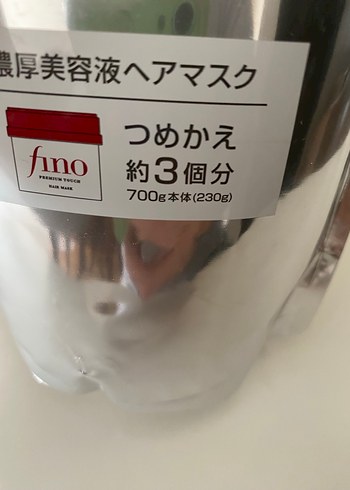 濃厚美容液ヘアマスク
fino
PREMIUM TOUCH
HAIR MASK
つめかえ
約3個分
700g本体(230g)